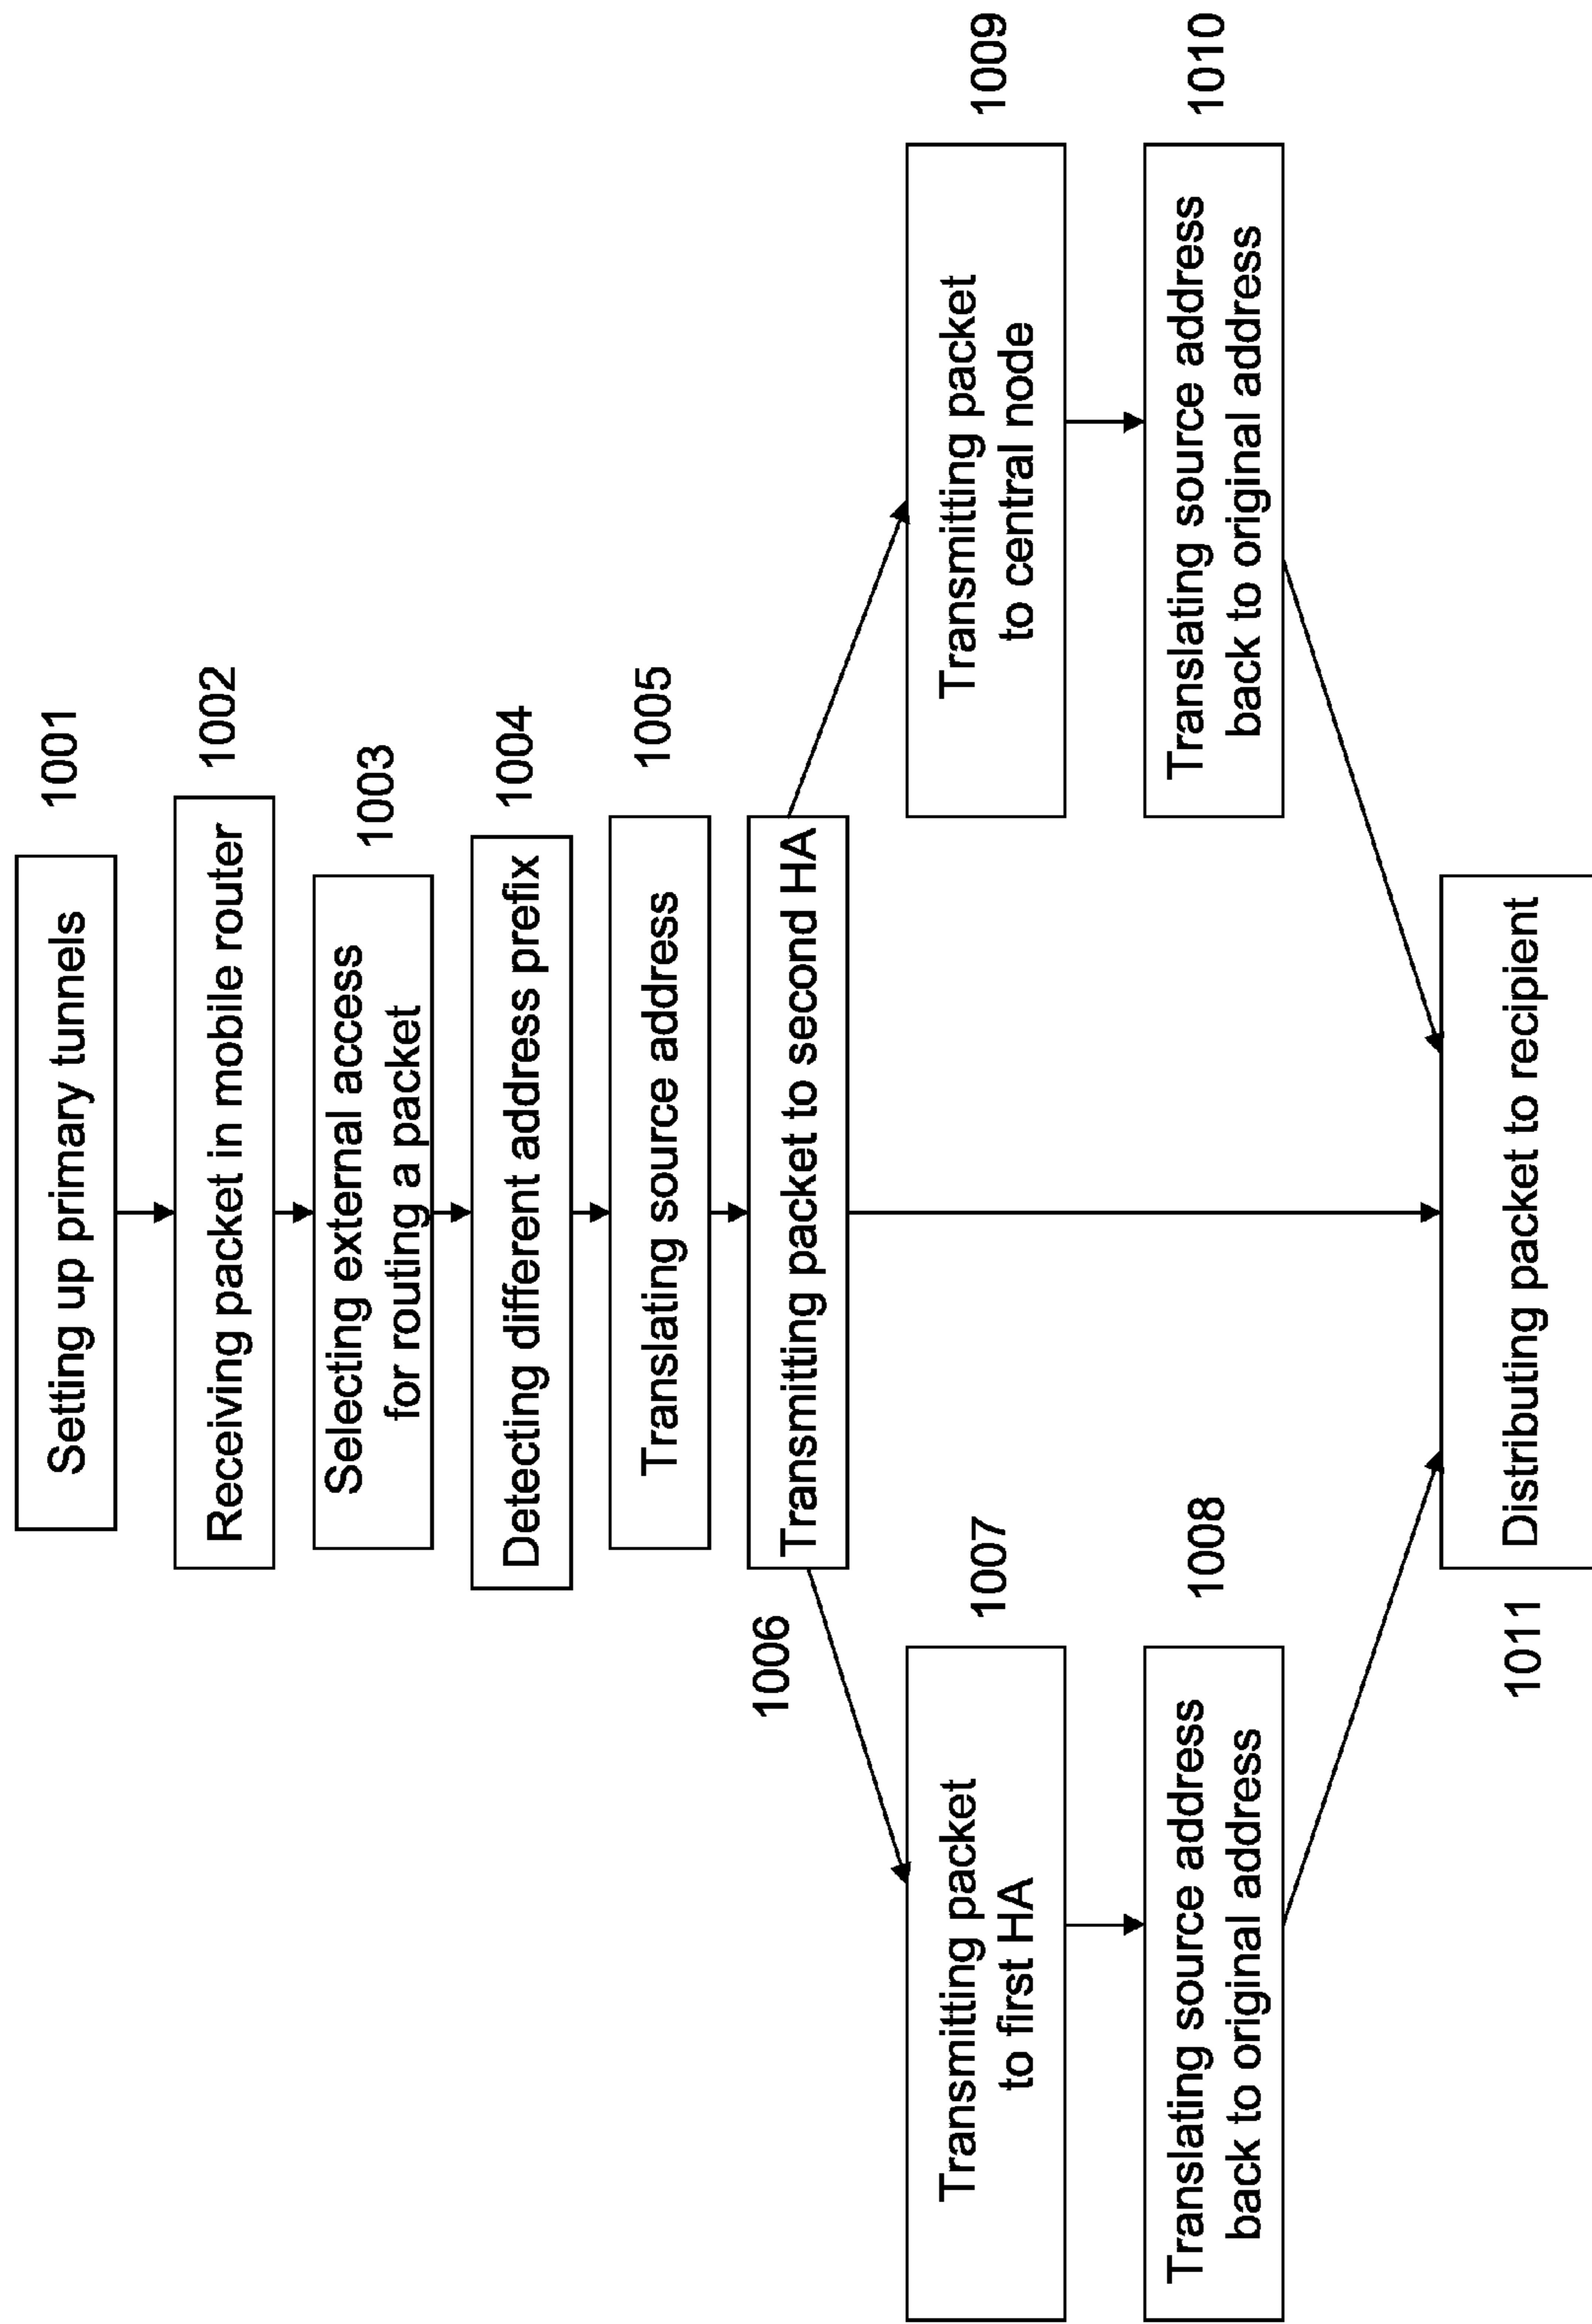 Setting up primary tunnels
1001
Receiving packet in mobile router
1002
Selecting external access
for routing a packet
1003
Detecting different address prefix
1004
Translating source address
1005
Transmitting packet to second HA
1006
Transmitting packet
to first HA
1007
Transmitting packet
to central node
1009
Translating source address
back to original address
1008
Translating source address
back to original address
1010
Distributing packet to recipient
1011